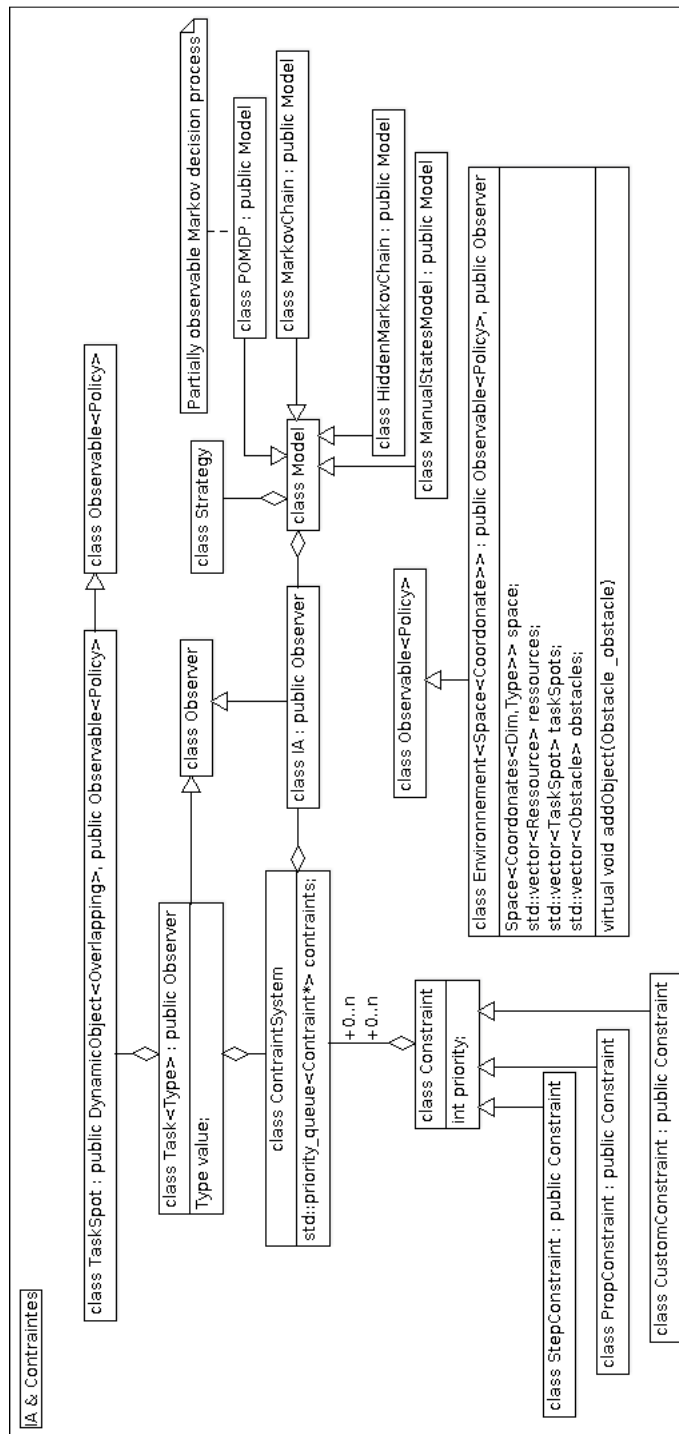 IA & Contraintes
class TaskSpot : public DynamicObject<Overlapping>, public Observable<Policy>
class Observable<Policy>
Partially observable Markov decision process
class POMDP : public Model
class MarkovChain : public Model
class Strategy
class Model
class HiddenMarkovChain : public Model
class ManualStatesModel : public Model
class Task<Type> : public Observer
Type value;
class Observer
class IA : public Observer
class ContraintSystem
std::priority_queue<Contraint*> contraints;
+0..n
+0..n
class Constraint
int priority;
class StepConstraint : public Constraint
class PropConstraint : public Constraint
class CustomConstraint : public Constraint
class Observable<Policy>
class Environnement<Space<Coordonate>> : public Observable<Policy>, public Observer
Space<Coordonates<Dim,Type>> space;
std::vector<Ressource> ressources;
std::vector<TaskSpot> taskSpots;
std::vector<Obstacle> obstacles;
virtual void addObject(Obstacle _obstacle)